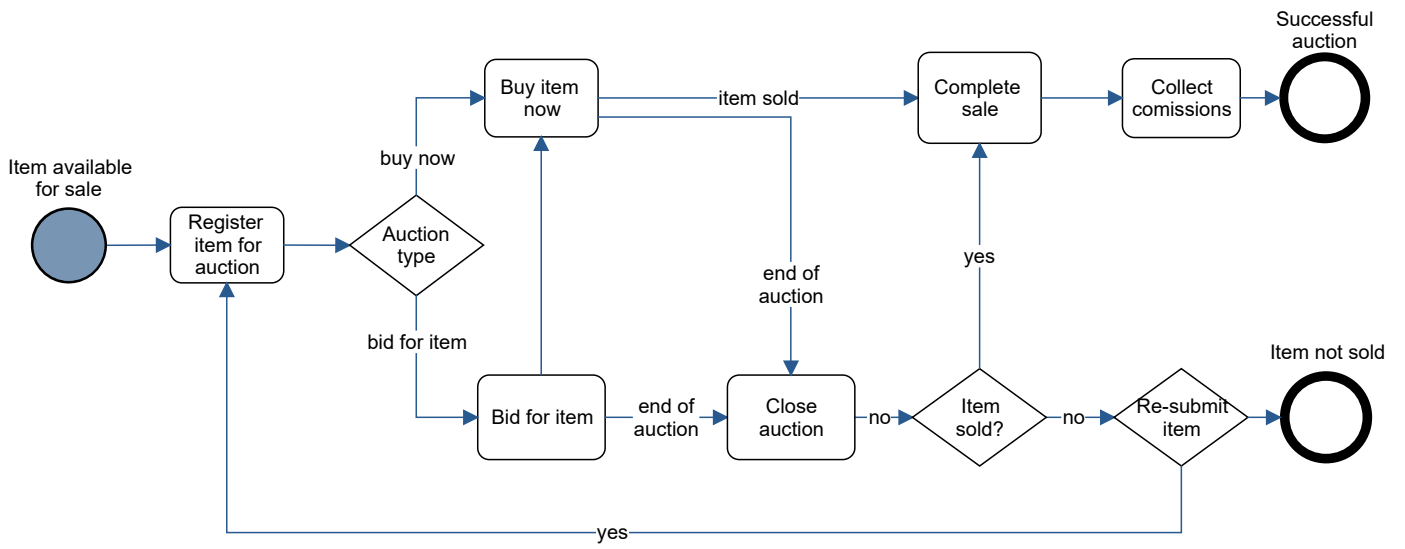 Successful
auction
Buy item
now
item sold
Complete
sale
Collect
comissions
buy now
Item available
for sale
Register
item for
auction
Auction
type
yes
end of
auction
bid for item
Item not sold
Bid for item
end of
auction
Close
auction
no
Item
sold?
no
Re-submit
item
yes